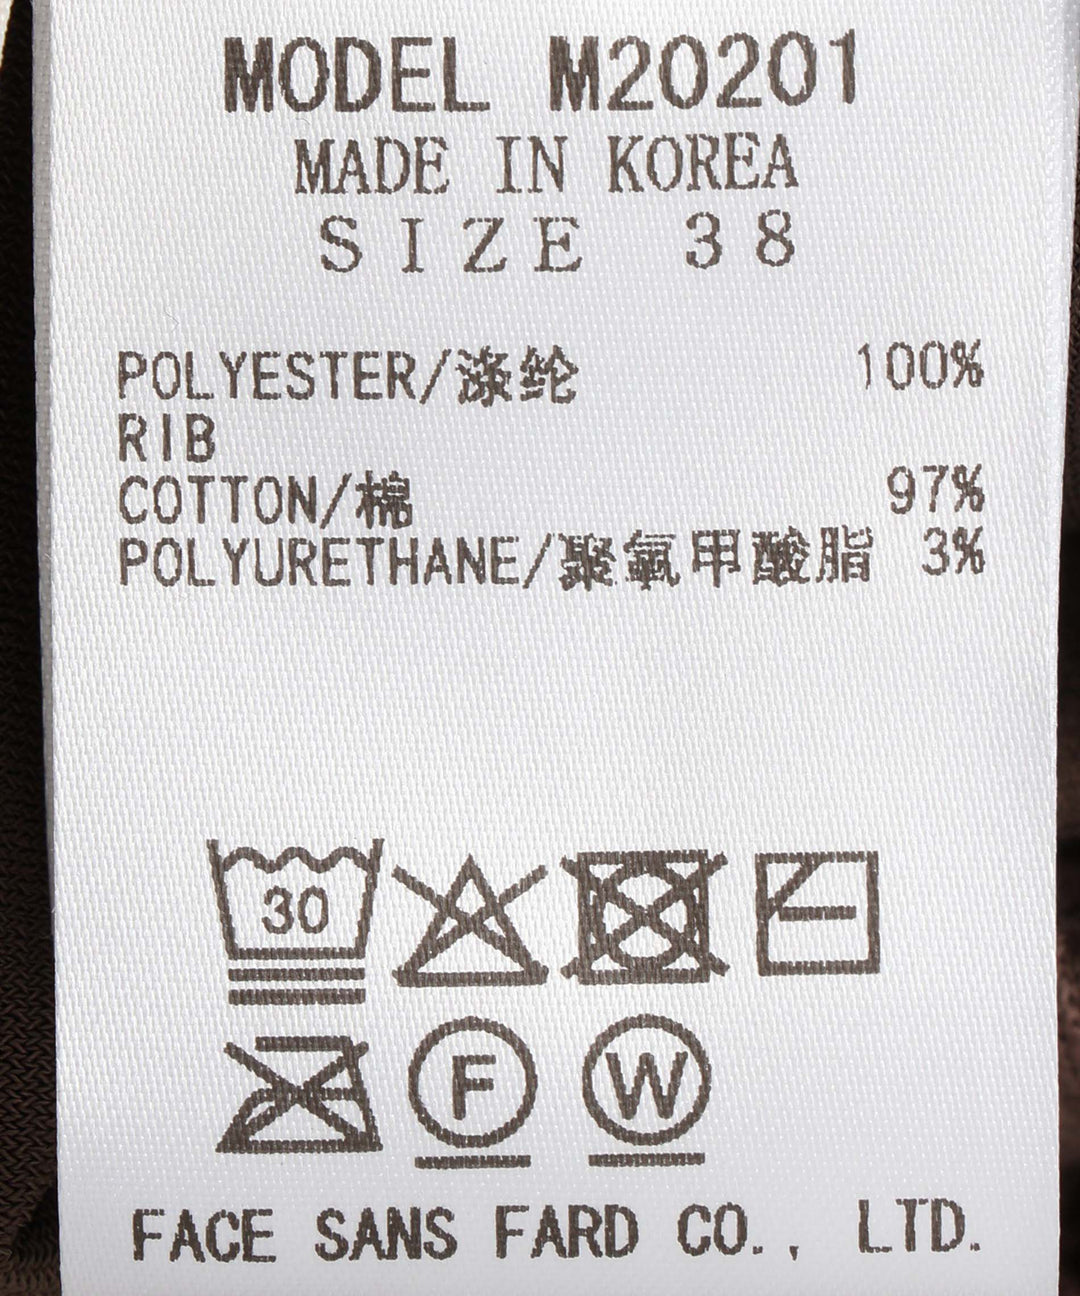 MODEL M20201
MADE IN KOREA
SIZE 38
POLYESTER/涤纶 100%
RIB
COTTON/棉 97%
POLYURETHANE/聚氨甲酸脂 3%
30
F W
FACE SANS FARD CO., LTD.